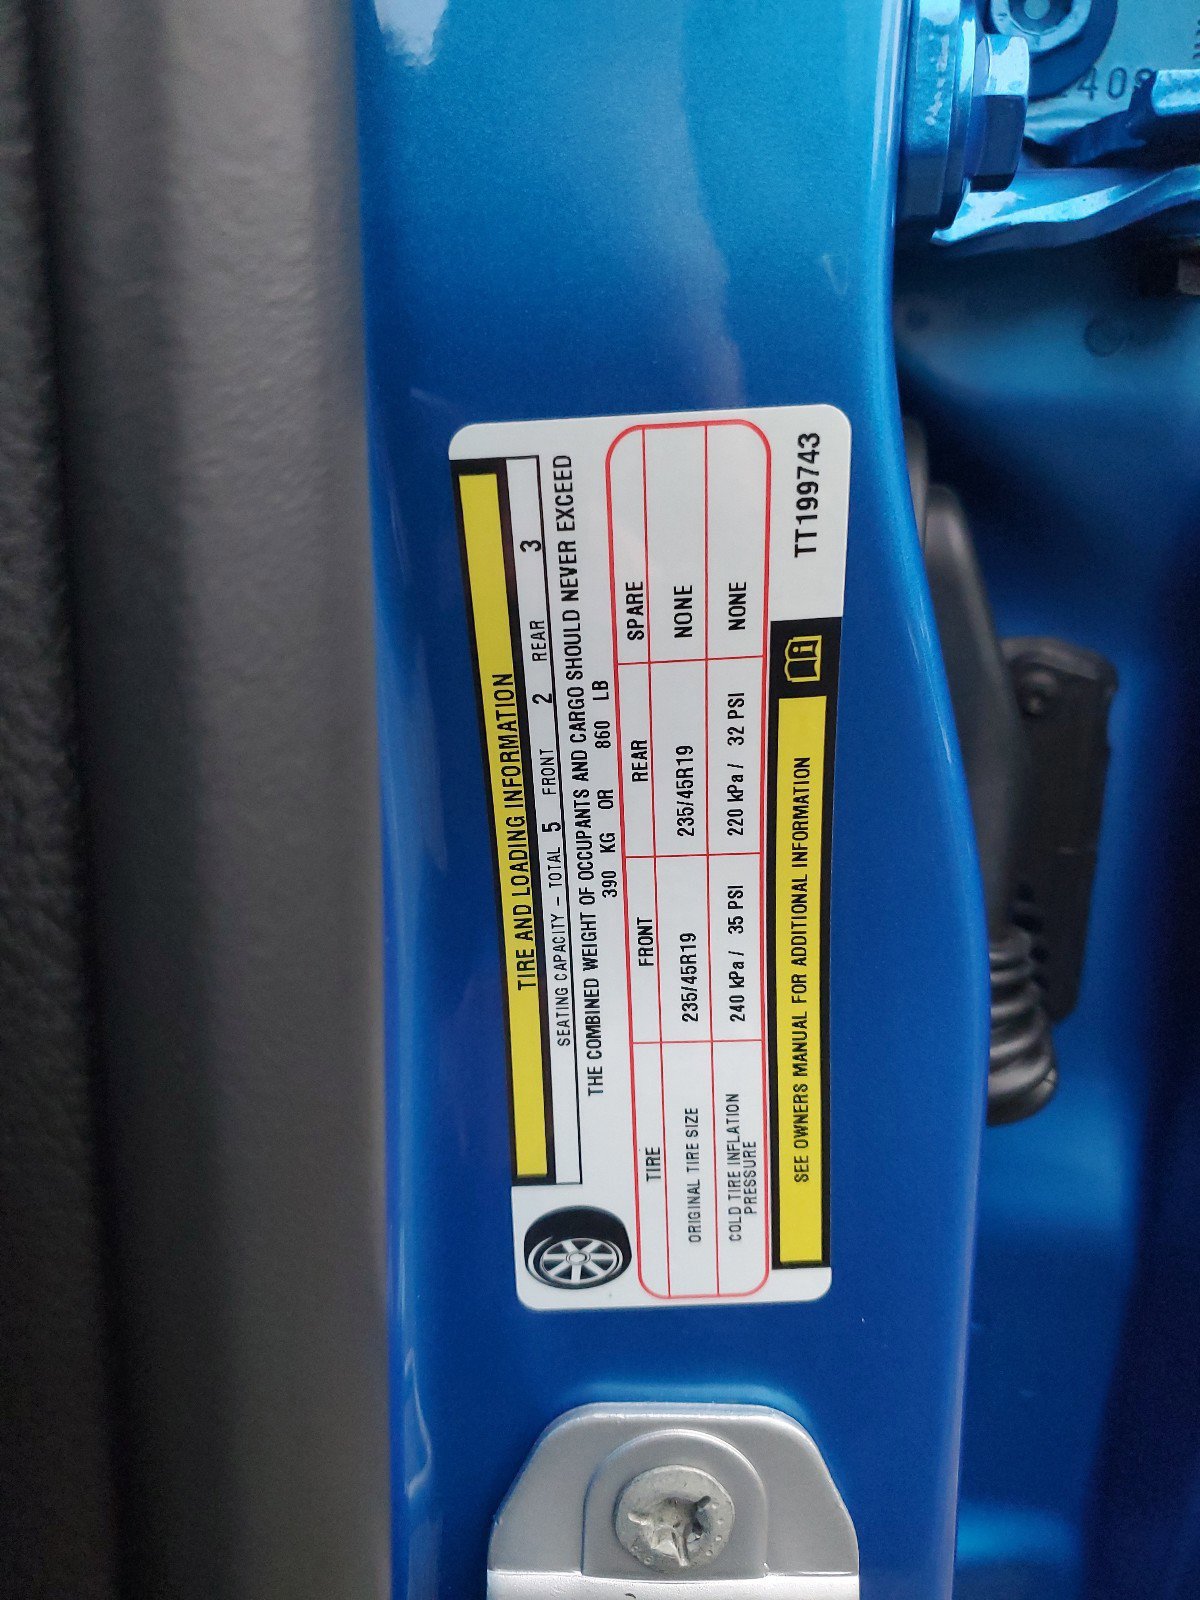 TIRE AND LOADING INFORMATION
SEATING CAPACITY - TOTAL 5 FRONT 2 REAR 3
THE COMBINED WEIGHT OF OCCUPANTS AND CARGO SHOULD NEVER EXCEED
390 KG OR 860 LB
TIRE FRONT REAR SPARE
ORIGINAL TIRE SIZE 235/45R19 235/45R19 NONE
COLD TIRE INFLATION
PRESSURE 240 kPa / 35 PSI 220 kPa / 32 PSI NONE
SEE OWNERS MANUAL FOR ADDITIONAL INFORMATION
TT199743